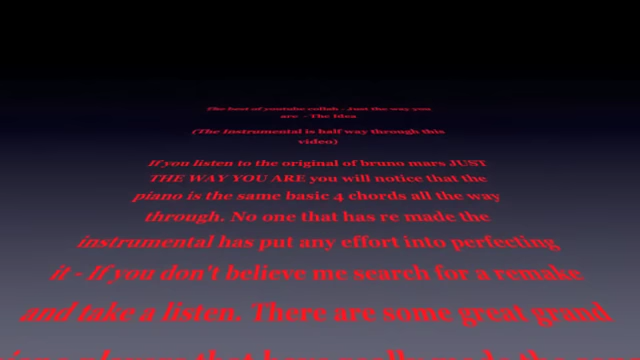 The best of youtube collab - Just the way you
are - The Idea
(The Instrumental is half way through this
video)
If you listen to the original of bruno mars JUST
THE WAY YOU ARE you will notice that the
piano is the same basic 4 chords all the way
through. No one that has re made the
instrumental has put any effort into perfecting
it - If you don't believe me search for a remake
and take a listen. There are some great grand